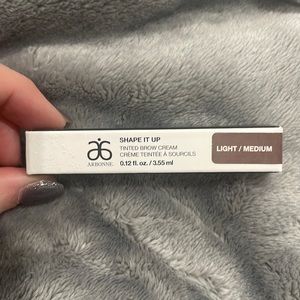 SHAPE IT UP
TINTED BROW CREAM
CRÈME TEINTÉE À SOURCILS
0.12 fl. oz. / 3.55 ml
ARBONNE
LIGHT / MEDIUM